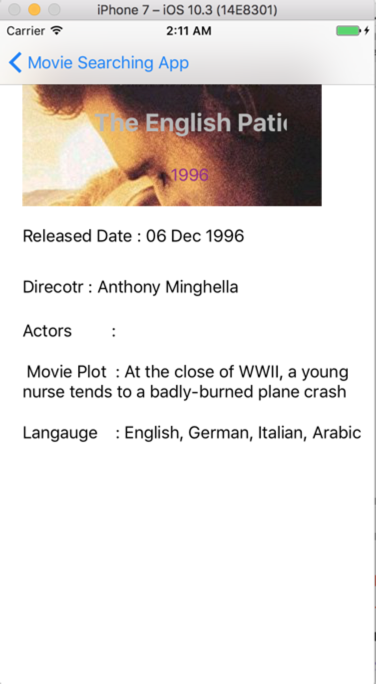 iPhone 7 – iOS 10.3 (14E8301)
Carrier 2:11 AM
Movie Searching App
The English Patie
1996
Released Date : 06 Dec 1996
Direcotr : Anthony Minghella
Actors :
Movie Plot : At the close of WWII, a young
nurse tends to a badly-burned plane crash
Langauge : English, German, Italian, Arabic